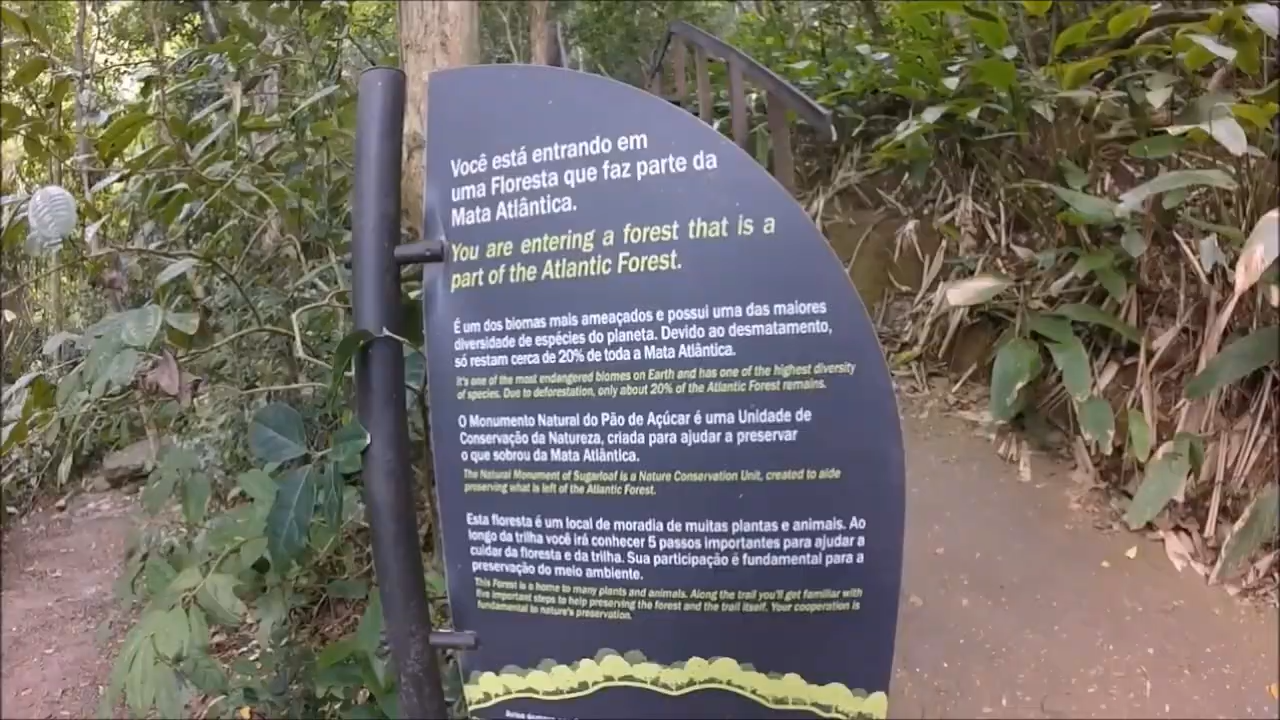 Você está entrando em
uma Floresta que faz parte da
Mata Atlântica.
You are entering a forest that is a
part of the Atlantic Forest.
É um dos biomas mais ameaçados e possui uma das maiores
diversidade de espécies do planeta. Devido ao desmatamento,
só restam cerca de 20% de toda a Mata Atlântica.
It's one of the most endangered biomes on Earth and has one of the highest diversity
of species. Due to deforestation, only about 20% of the Atlantic Forest remains.
O Monumento Natural do Pão de Açúcar é uma Unidade de
Conservação da Natureza, criada para ajudar a preservar
o que sobrou da Mata Atlântica.
The Natural Monument of Sugarloaf is a Nature Conservation Unit, created to aide
preserving what is left of the Atlantic Forest.
Esta floresta é um local de moradia de muitas plantas e animais. Ao
longo da trilha você irá conhecer 5 passos importantes para ajudar a
cuidar da floresta e da trilha. Sua participação é fundamental para a
preservação do meio ambiente.
This Forest is a home to many plants and animals. Along the trail you'll get familiar with
five important steps to help preserving the forest and the trail itself. Your cooperation is
fundamental to nature's preservation.